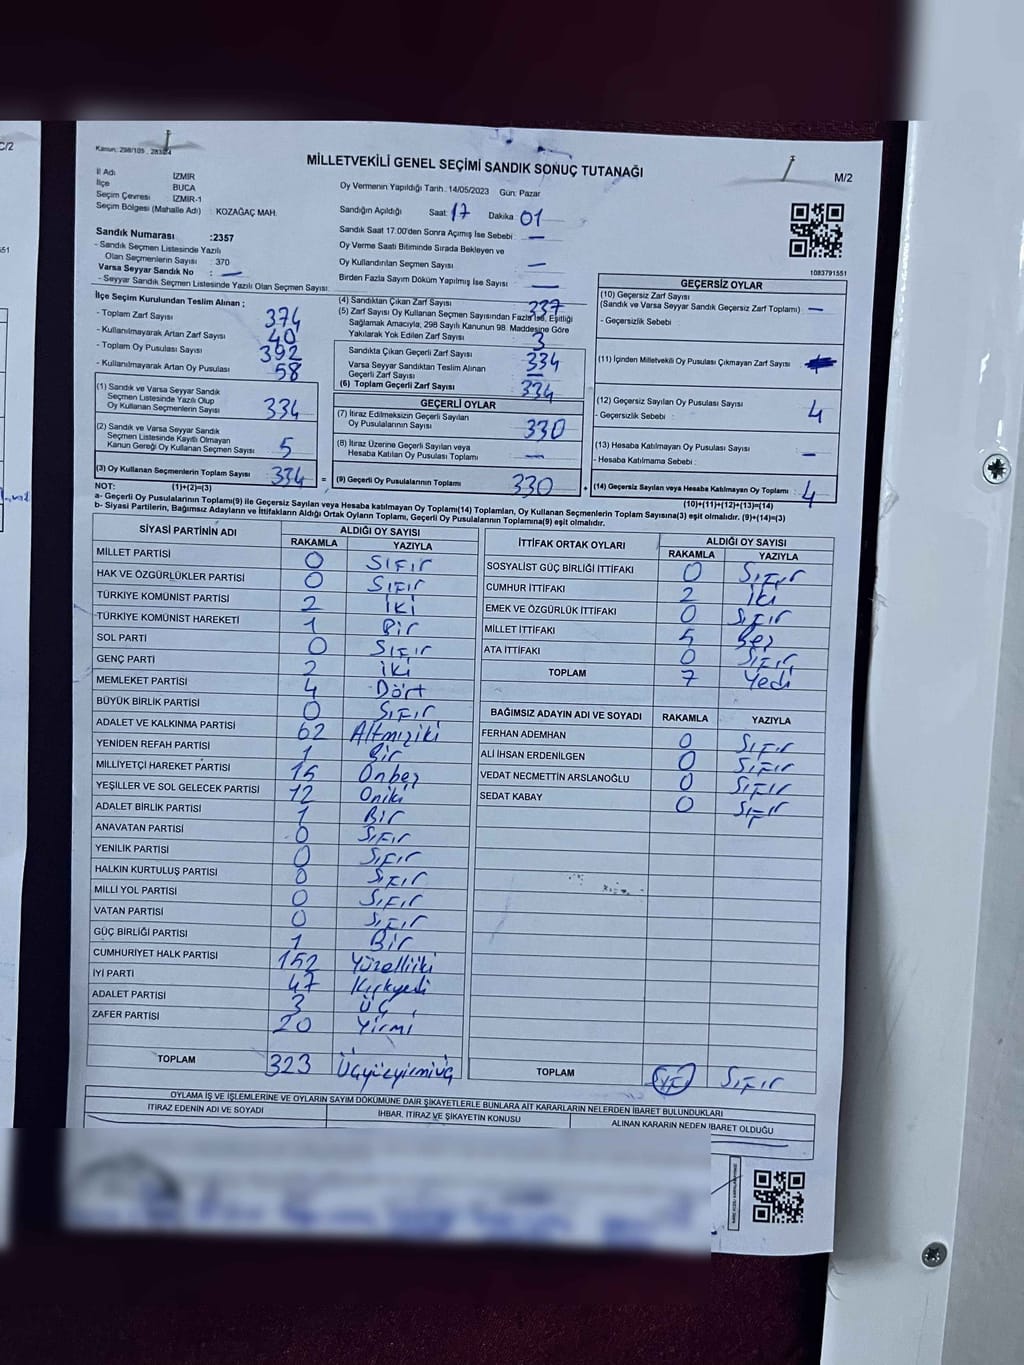 C/2
Kanun: 298/105 , 2839/4
MİLLETVEKİLİ GENEL SEÇİMİ SANDIK SONUÇ TUTANAĞI
M/2
İl Adı İZMİR
İlçe BUCA
Seçim Çevresi İZMİR-1
Seçim Bölgesi (Mahalle Adı) : KOZAĞAÇ MAH.
Oy Vermenin Yapıldığı Tarih : 14/05/2023 Gün: Pazar
Sandığın Açıldığı Saat: 17 Dakika: 01
Sandık Saat 17.00'den Sonra Açımış İse Sebebi : —
Oy Verme Saati Bitiminde Sırada Bekleyen ve
Oy Kullandırılan Seçmen Sayısı —
Birden Fazla Sayım Döküm Yapılmış İse Sayısı : —
1083791551
Sandık Numarası :2357
- Sandık Seçmen Listesinde Yazılı
Olan Seçmenlerin Sayısı : 370
Varsa Seyyar Sandık No : —
- Seyyar Sandık Seçmen Listesinde Yazılı Olan Seçmen Sayısı:
İlçe Seçim Kurulundan Teslim Alınan ;
- Toplam Zarf Sayısı 374
- Kullanılmayarak Artan Zarf Sayısı 40
- Toplam Oy Pusulası Sayısı 392
- Kullanılmayarak Artan Oy Pusulası 58
(1) Sandık ve Varsa Seyyar Sandık
Seçmen Listesinde Yazılı Olup
Oy Kullanan Seçmenlerin Sayısı 334
(2) Sandık ve Varsa Seyyar Sandık
Seçmen Listesinde Kayıtlı Olmayan
Kanun Gereği Oy Kullanan Seçmen Sayısı 5
(3) Oy Kullanan Seçmenlerin Toplam Sayısı 334 =
(4) Sandıktan Çıkan Zarf Sayısı 337
(5) Zarf Sayısı Oy Kullanan Seçmen Sayısından Fazla İse, Eşitliği
Sağlamak Amacıyla, 298 Sayılı Kanunun 98. Maddesine Göre
Yakılarak Yok Edilen Zarf Sayısı 3
Sandıkta Çıkan Geçerli Zarf Sayısı 334
Varsa Seyyar Sandıktan Teslim Alınan
Geçerli Zarf Sayısı —
(6) Toplam Geçerli Zarf Sayısı 334
GEÇERLİ OYLAR
(7) İtiraz Edilmeksizin Geçerli Sayılan
Oy Pusulalarının Sayısı 330
(8) İtiraz Üzerine Geçerli Sayılan veya
Hesaba Katılan Oy Pusulası Toplamı —
(9) Geçerli Oy Pusulalarının Toplamı 330 +
GEÇERSİZ OYLAR
(10) Geçersiz Zarf Sayısı
(Sandık ve Varsa Seyyar Sandık Geçersiz Zarf Toplamı) —
- Geçersizlik Sebebi :
(11) İçinden Milletvekili Oy Pusulası Çıkmayan Zarf Sayısı
(12) Geçersiz Sayılan Oy Pusulası Sayısı 4
- Geçersizlik Sebebi :
(13) Hesaba Katılmayan Oy Pusulası Sayısı —
- Hesaba Katılmama Sebebi :
(14) Geçersiz Sayılan veya Hesaba Katılmayan Oy Toplamı : 4
NOT: (1)+(2)=(3) (10)+(11)+(12)+(13)=(14)
a- Geçerli Oy Pusulalarının Toplamı(9) ile Geçersiz Sayılan veya Hesaba katılmayan Oy Toplamı(14) Toplamları, Oy Kullanan Seçmenlerin Toplam Sayısına(3) eşit olmalıdır. (9)+(14)=(3)
b- Siyasi Partilerin, Bağımsız Adayların ve İttifakların Aldığı Ortak Oyların Toplamı, Geçerli Oy Pusulalarının Toplamına(9) eşit olmalıdır.
SİYASİ PARTİNİN ADI ALDIĞI OY SAYISI
RAKAMLA YAZIYLA
MİLLET PARTİSİ 0 Sıfır
HAK VE ÖZGÜRLÜKLER PARTİSİ 0 Sıfır
TÜRKİYE KOMÜNİST PARTİSİ 2 İki
TÜRKİYE KOMÜNİST HAREKETİ 1 Bir
SOL PARTİ 0 Sıfır
GENÇ PARTİ 2 iki
MEMLEKET PARTİSİ 4 Dört
BÜYÜK BİRLİK PARTİSİ 0 Sıfır
ADALET VE KALKINMA PARTİSİ 62 Altmışiki
YENİDEN REFAH PARTİSİ 1 Bir
MİLLİYETÇİ HAREKET PARTİSİ 15 Onbeş
YEŞİLLER VE SOL GELECEK PARTİSİ 12 Oniki
ADALET BİRLİK PARTİSİ 1 Bir
ANAVATAN PARTİSİ 0 Sıfır
YENİLİK PARTİSİ 0 Sıfır
HALKIN KURTULUŞ PARTİSİ 0 Sıfır
MİLLİ YOL PARTİSİ 0 Sıfır
VATAN PARTİSİ 0 Sıfır
GÜÇ BİRLİĞİ PARTİSİ 1 Bir
CUMHURİYET HALK PARTİSİ 152 Yüzelliiki
İYİ PARTİ 47 Kırkyedi
ADALET PARTİSİ 3 Üç
ZAFER PARTİSİ 20 Yirmi
TOPLAM 323 Üçyüzyirmiüç
İTTİFAK ORTAK OYLARI ALDIĞI OY SAYISI
RAKAMLA YAZIYLA
SOSYALİST GÜÇ BİRLİĞİ İTTİFAKI 0 Sıfır
CUMHUR İTTİFAKI 2 İki
EMEK VE ÖZGÜRLÜK İTTİFAKI 0 Sıfır
MİLLET İTTİFAKI 5 Beş
ATA İTTİFAKI 0 Sıfır
TOPLAM 7 Yedi
BAĞIMSIZ ADAYIN ADI VE SOYADI RAKAMLA YAZIYLA
FERHAN ADEMHAN 0 Sıfır
ALİ İHSAN ERDENİLGEN 0 Sıfır
VEDAT NECMETTİN ARSLANOĞLU 0 Sıfır
SEDAT KABAY 0 Sıfır
TOPLAM Sıfır
OYLAMA İŞ VE İŞLEMLERİNE VE OYLARIN SAYIM DÖKÜMÜNE DAİR ŞİKAYETLERLE BUNLARA AİT KARARLARIN NELERDEN İBARET BULUNDUKLARI
İTİRAZ EDENİN ADI VE SOYADI İHBAR, İTİRAZ VE ŞİKAYETİN KONUSU ALINAN KARARIN NEDEN İBARET OLDUĞU